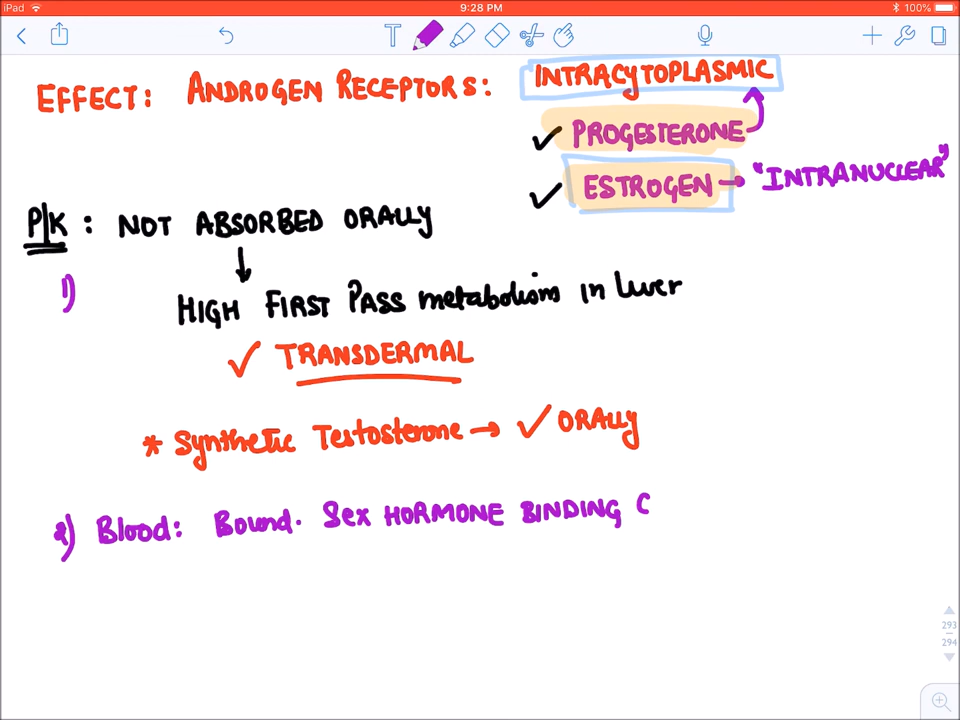 iPad 9:28 PM 100%
T
EFFECT: ANDROGEN RECEPTORS: INTRACYTOPLASMIC
✓ PROGESTERONE
✓ ESTROGEN → "INTRANUCLEAR"
P|K : NOT ABSORBED ORALLY
↓
1)
HIGH FIRST PASS metabolism in Liver
✓ TRANSDERMAL
* Synthetic Testosterone → ✓ ORALLY
2) Blood: Bound. Sex HORMONE BINDING C
293
294